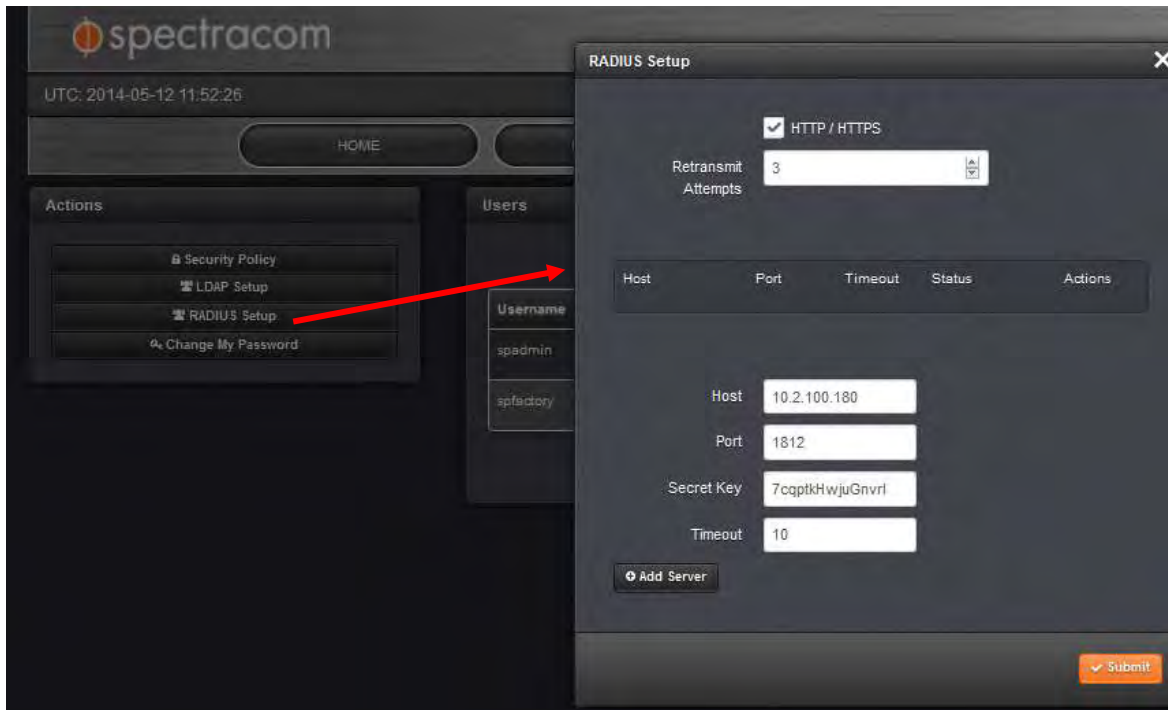 spectracom
UTC: 2014-05-12 11:52:26
HOME
Actions
Security Policy
LDAP Setup
RADIUS Setup
Change My Password
Users
Username
spadmin
spfactory
RADIUS Setup
HTTP / HTTPS
Retransmit Attempts 3
Host Port Timeout Status Actions
Host 10.2.100.180
Port 1812
Secret Key 7cqptkHwjuGnvrI
Timeout 10
Add Server
Submit